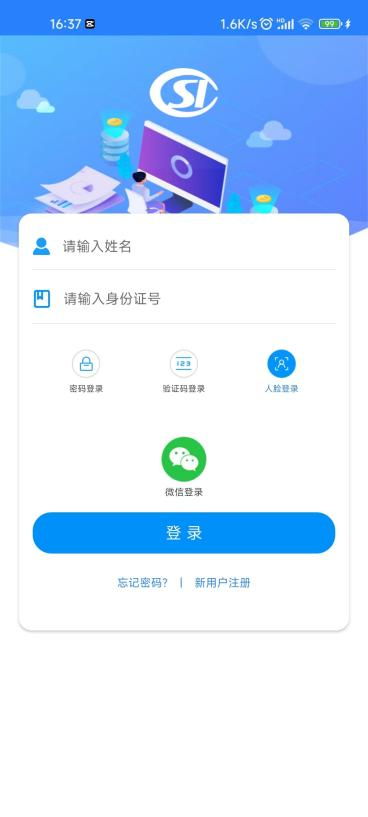 16:37
1.6K/s
HD
99
SI
请输入姓名
请输入身份证号
123
密码登录
验证码登录
人脸登录
微信登录
登录
忘记密码? | 新用户注册